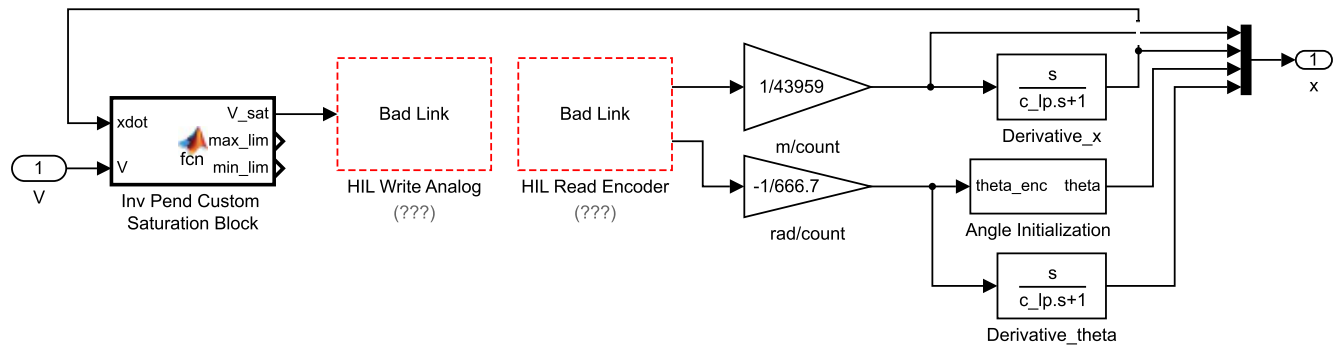 1
V
xdot
V
fcn
V_sat
max_lim
min_lim
Inv Pend Custom
Saturation Block
Bad Link
HIL Write Analog
(???)
Bad Link
HIL Read Encoder
(???)
1/43959
m/count
-1/666.7
rad/count
s
c_lp.s+1
Derivative_x
theta_enc theta
Angle Initialization
s
c_lp.s+1
Derivative_theta
1
x